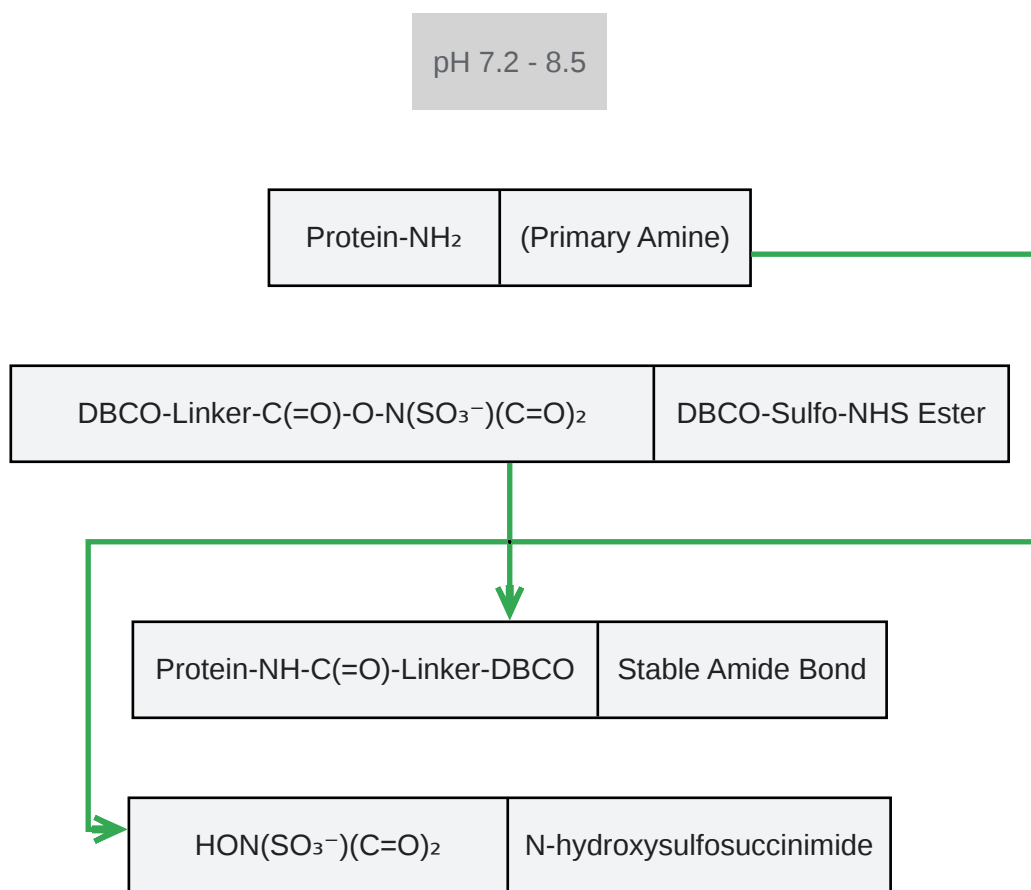 pH 7.2 - 8.5
Protein-NH₂ (Primary Amine)
DBCO-Linker-C(=O)-O-N(SO₃⁻)(C=O)₂ DBCO-Sulfo-NHS Ester
Protein-NH-C(=O)-Linker-DBCO Stable Amide Bond
HON(SO₃⁻)(C=O)₂ N-hydroxysulfosuccinimide